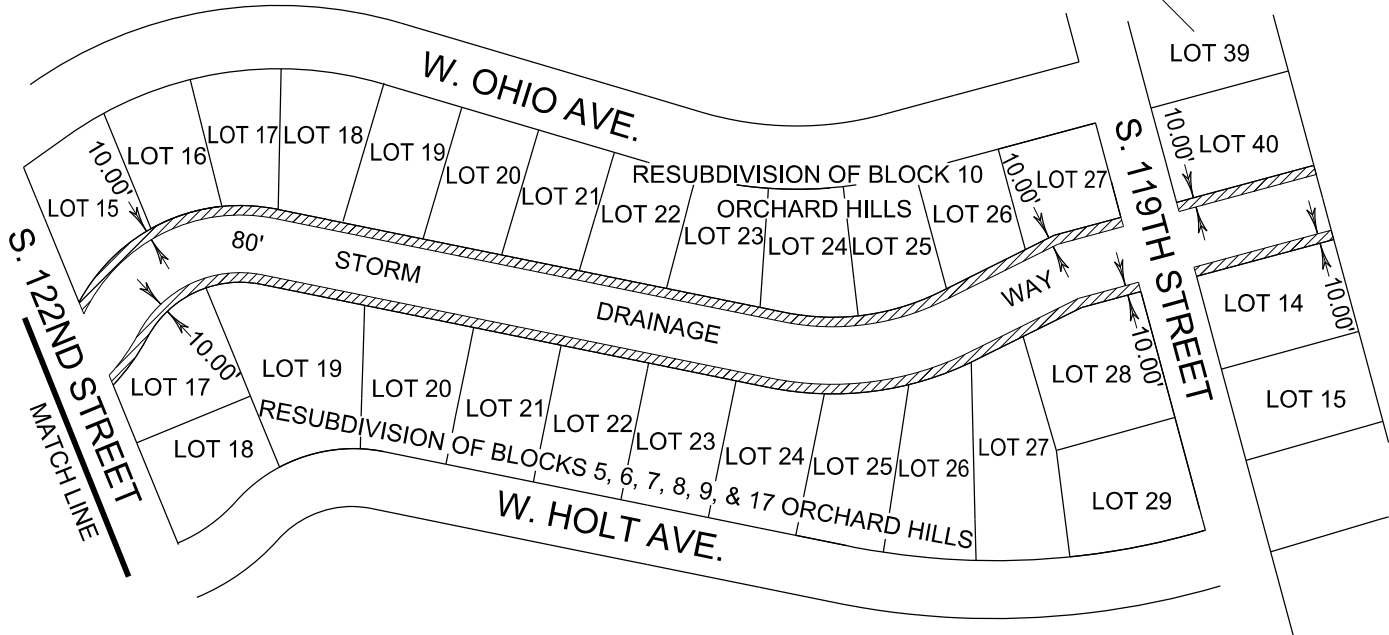 LOT 39
W. OHIO AVE.
S. 119TH STREET
LOT 40
10.00'
LOT 15
LOT 16
LOT 17
LOT 18
LOT 19
LOT 20
LOT 21
LOT 22
LOT 23
LOT 24
LOT 25
LOT 26
LOT 27
10.00'
10.00'
RESUBDIVISION OF BLOCK 10
ORCHARD HILLS
80'
STORM
DRAINAGE
WAY
S. 122ND STREET
MATCH LINE
10.00'
10.00'
10.00'
LOT 14
LOT 15
LOT 17
LOT 18
LOT 19
LOT 20
LOT 21
LOT 22
LOT 23
LOT 24
LOT 25
LOT 26
LOT 27
LOT 28
LOT 29
RESUBDIVISION OF BLOCKS 5, 6, 7, 8, 9, & 17 ORCHARD HILLS
W. HOLT AVE.